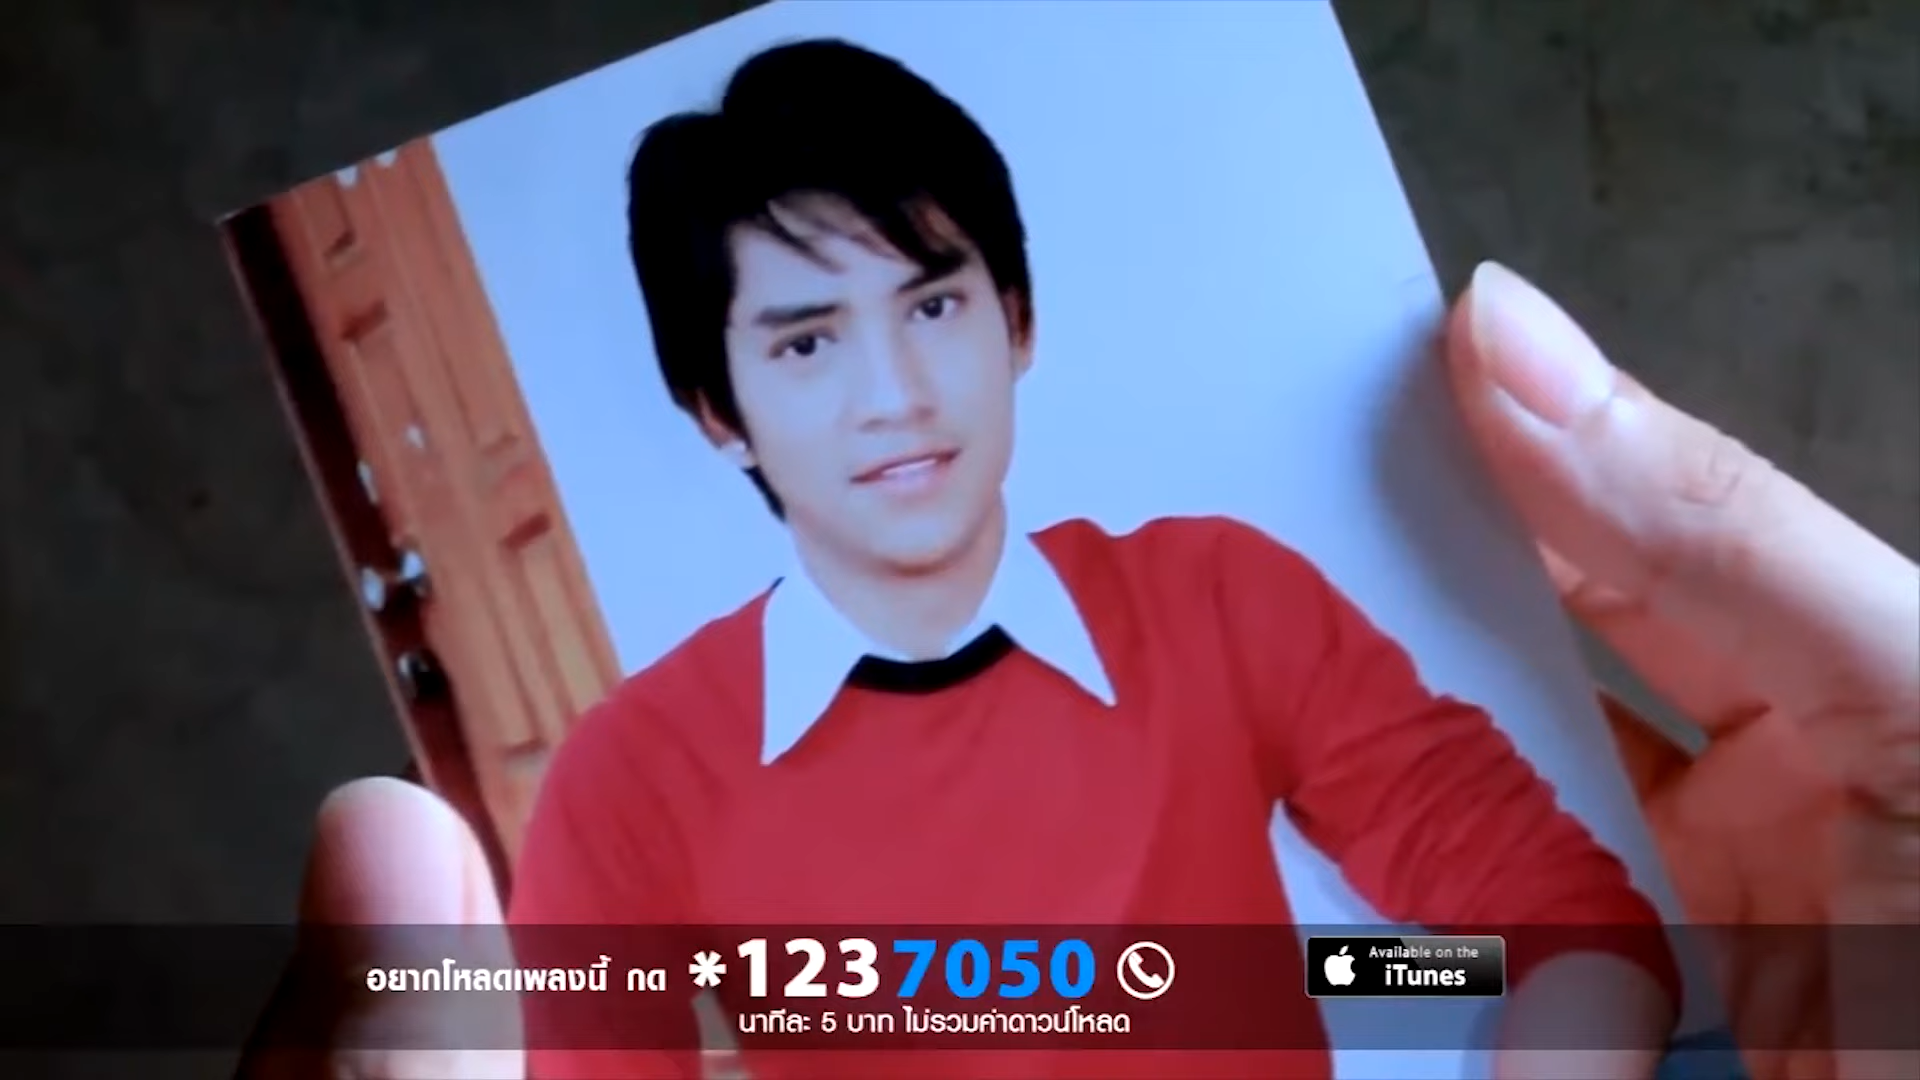 อยากโหลดเพลงนี้ กด *1237050
นาทีละ 5 บาท ไม่รวมค่าดาวน์โหลด
Available on the
iTunes